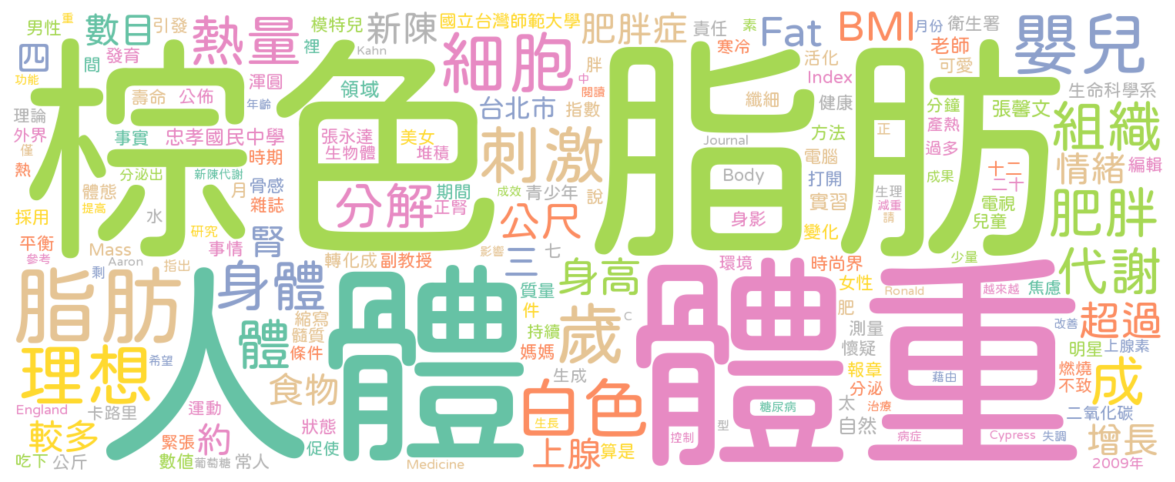 棕色脂肪
人體
體重
脂肪
嬰兒
細胞
組織
肥胖
代謝
熱量
刺激
理想
身體
歲
白色
分解
BMI
Fat
肥胖症
新陳
數目
四
腎
三
公尺
身高
上腺
食物
體
較多
約
超過
成
增長
情緒
男性
重
引發
模特兒
裡
Kahn
國立台灣師範大學
責任
素
寒冷
月份
衛生署
老師
可愛
活化
Index
生命科學系
間
功能
發育
渾圓
年齡
領域
胖
中
閱讀
台北市
指數
纖細
健康
分鐘
張馨文
產熱
壽命
公佈
理論
外界
僅
熱
事實
忠孝國民中學
時期
張永達
生物體
美女
堆積
Journal
方法
正
過多
編輯
分泌出
新陳代謝
骨感
雜誌
體態
月
期間
正腎
成效
青少年
說
Body
身影
電腦
打開
實習
生理
減重
請
成果
十二
二十
電視
兒童
採用
提高
水
研究
事情
平衡
參考
Mass
Aaron
剩
指出
轉化成
副教授
影響
七
環境
變化
時尚界
女性
少量
Ronald
越來越
焦慮
肥
測量
懷疑
改善
明星
上腺素
縮寫
髓質
條件
質量
件
持續
媽媽
C
生成
希望
England
卡路里
運動
狀態
促使
緊張
數值
葡萄糖
常人
吃下
公斤
Medicine
生長
算是
控制
型
糖尿病
太
自然
報章
分泌
治療
藉由
病症
Cypress
失調
燃燒
不致
二氧化碳
2009年